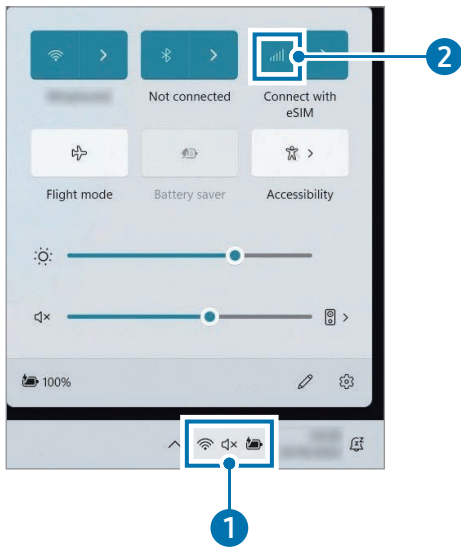 2
Not connected
Connect with
eSIM
Flight mode
Battery saver
Accessibility
100%
1